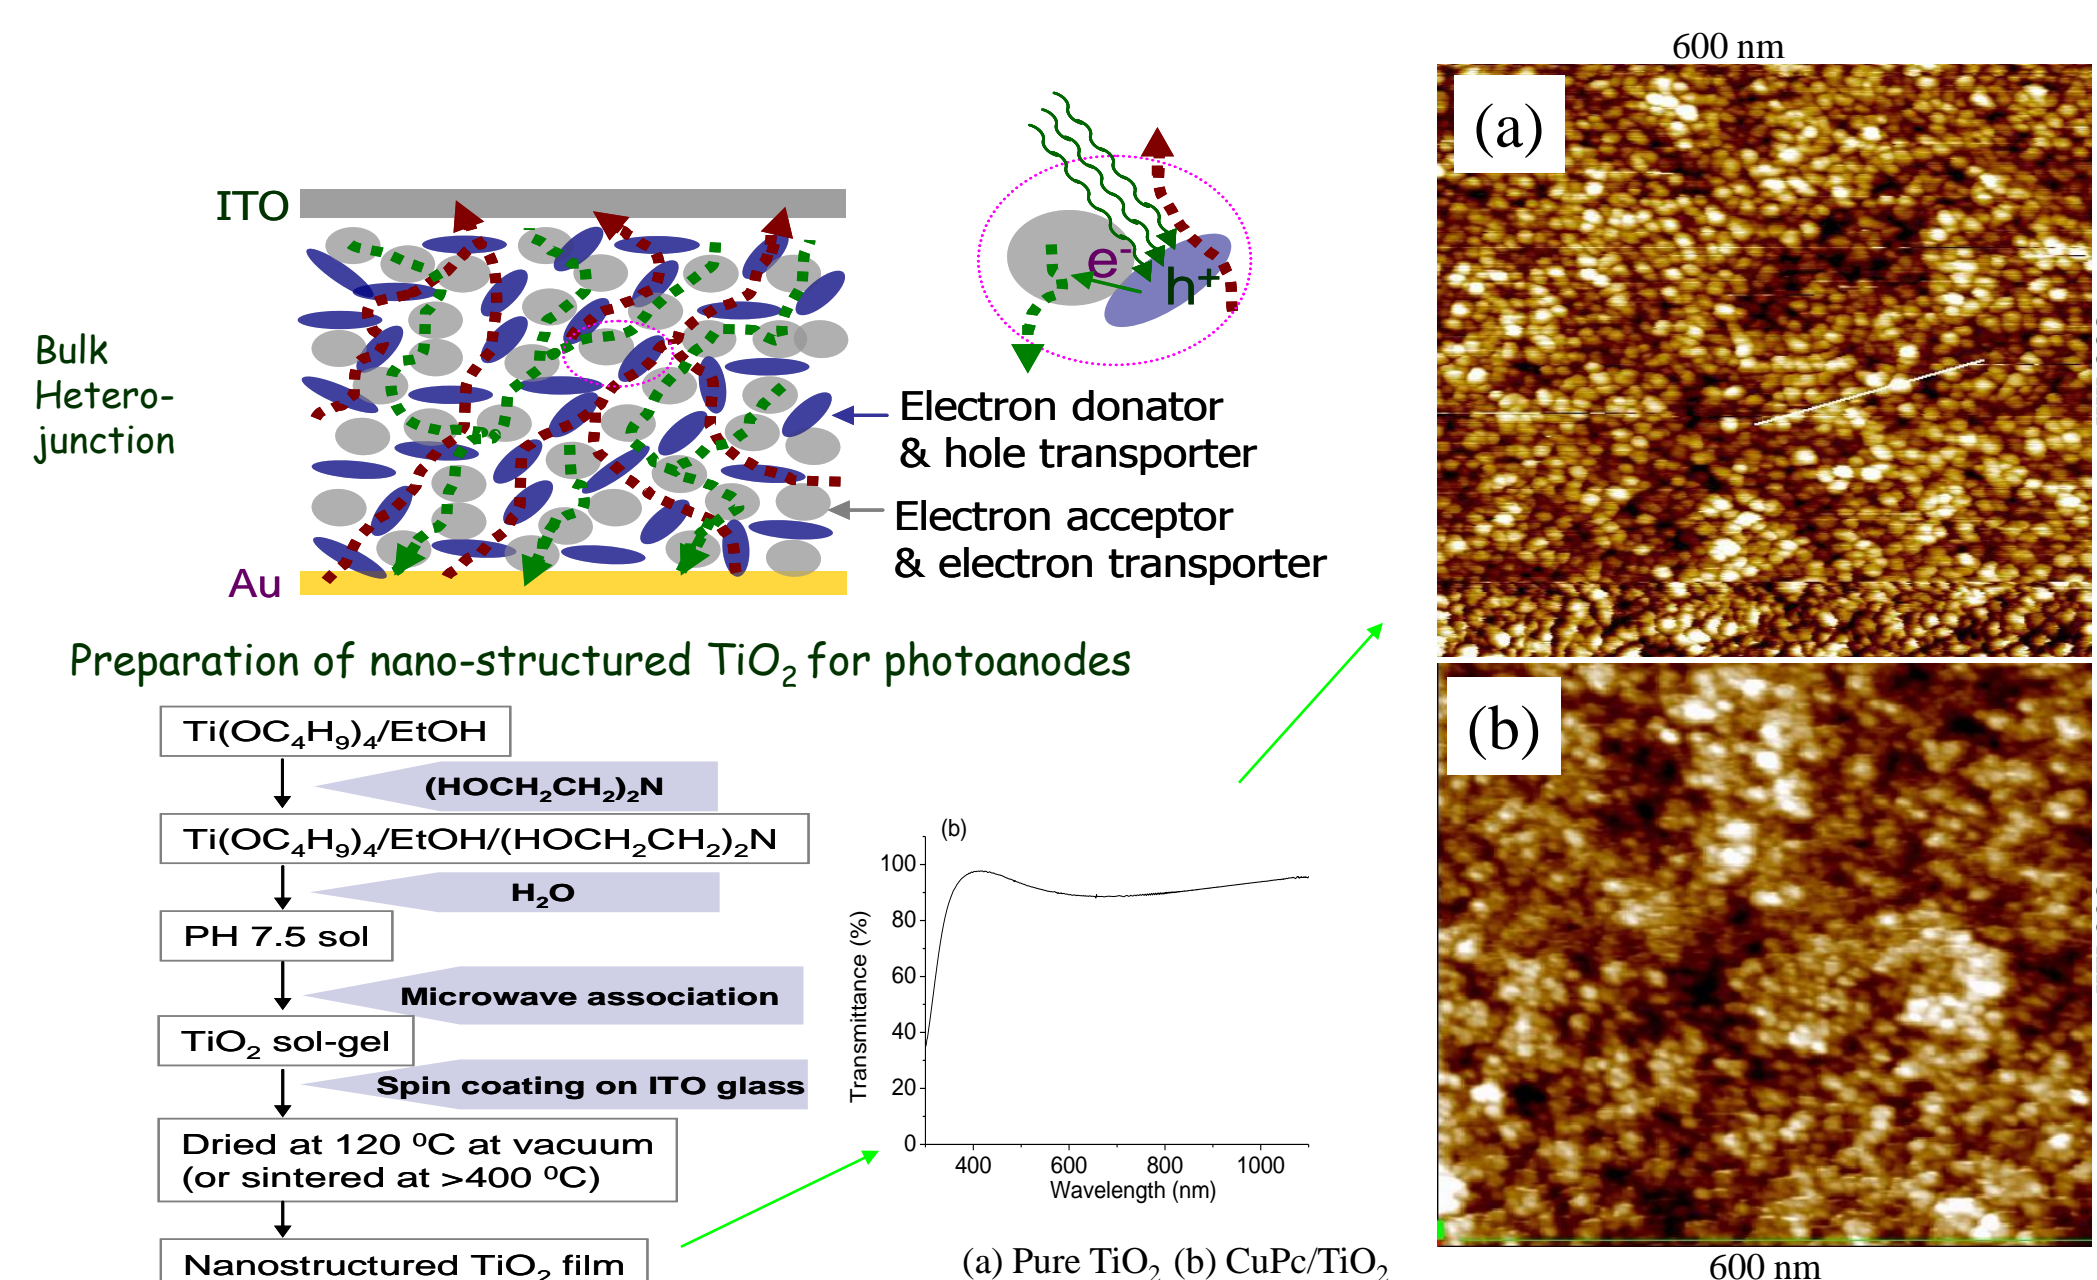 600 nm
(a)
ITO
e-
h+
Bulk
Hetero-
junction
Electron donator
& hole transporter
Electron acceptor
& electron transporter
Au
Preparation of nano-structured TiO2 for photoanodes
(b)
Ti(OC4H9)4/EtOH
(HOCH2CH2)2N
Ti(OC4H9)4/EtOH/(HOCH2CH2)2N
H2O
PH 7.5 sol
Microwave association
TiO2 sol-gel
Spin coating on ITO glass
Dried at 120 ⁰C at vacuum
(or sintered at >400 ⁰C)
Nanostructured TiO2 film
(b)
100
80
60
40
20
0
Transmittance (%)
400 600 800 1000
Wavelength (nm)
(a) Pure TiO2 (b) CuPc/TiO2
600 nm